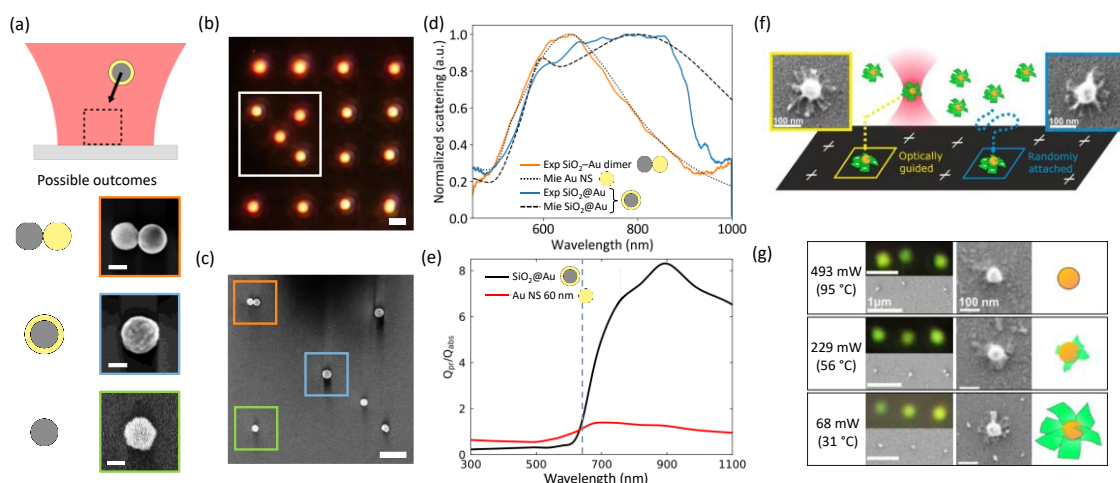 (a)
Possible outcomes
(b)
(c)
(d)
Normalized scattering (a.u.)
1.0
0.8
0.6
0.4
0.2
0.0
Exp SiO₂–Au dimer
Mie Au NS
Exp SiO₂@Au
Mie SiO₂@Au
600
800
1000
Wavelength (nm)
(e)
Qpr/Qabs
8
6
4
2
0
SiO₂@Au
Au NS 60 nm
300
500
700
900
1100
Wavelength (nm)
(f)
100 nm
100 nm
Optically
guided
Randomly
attached
(g)
493 mW
(95 °C)
1μm
100 nm
229 mW
(56 °C)
68 mW
(31 °C)